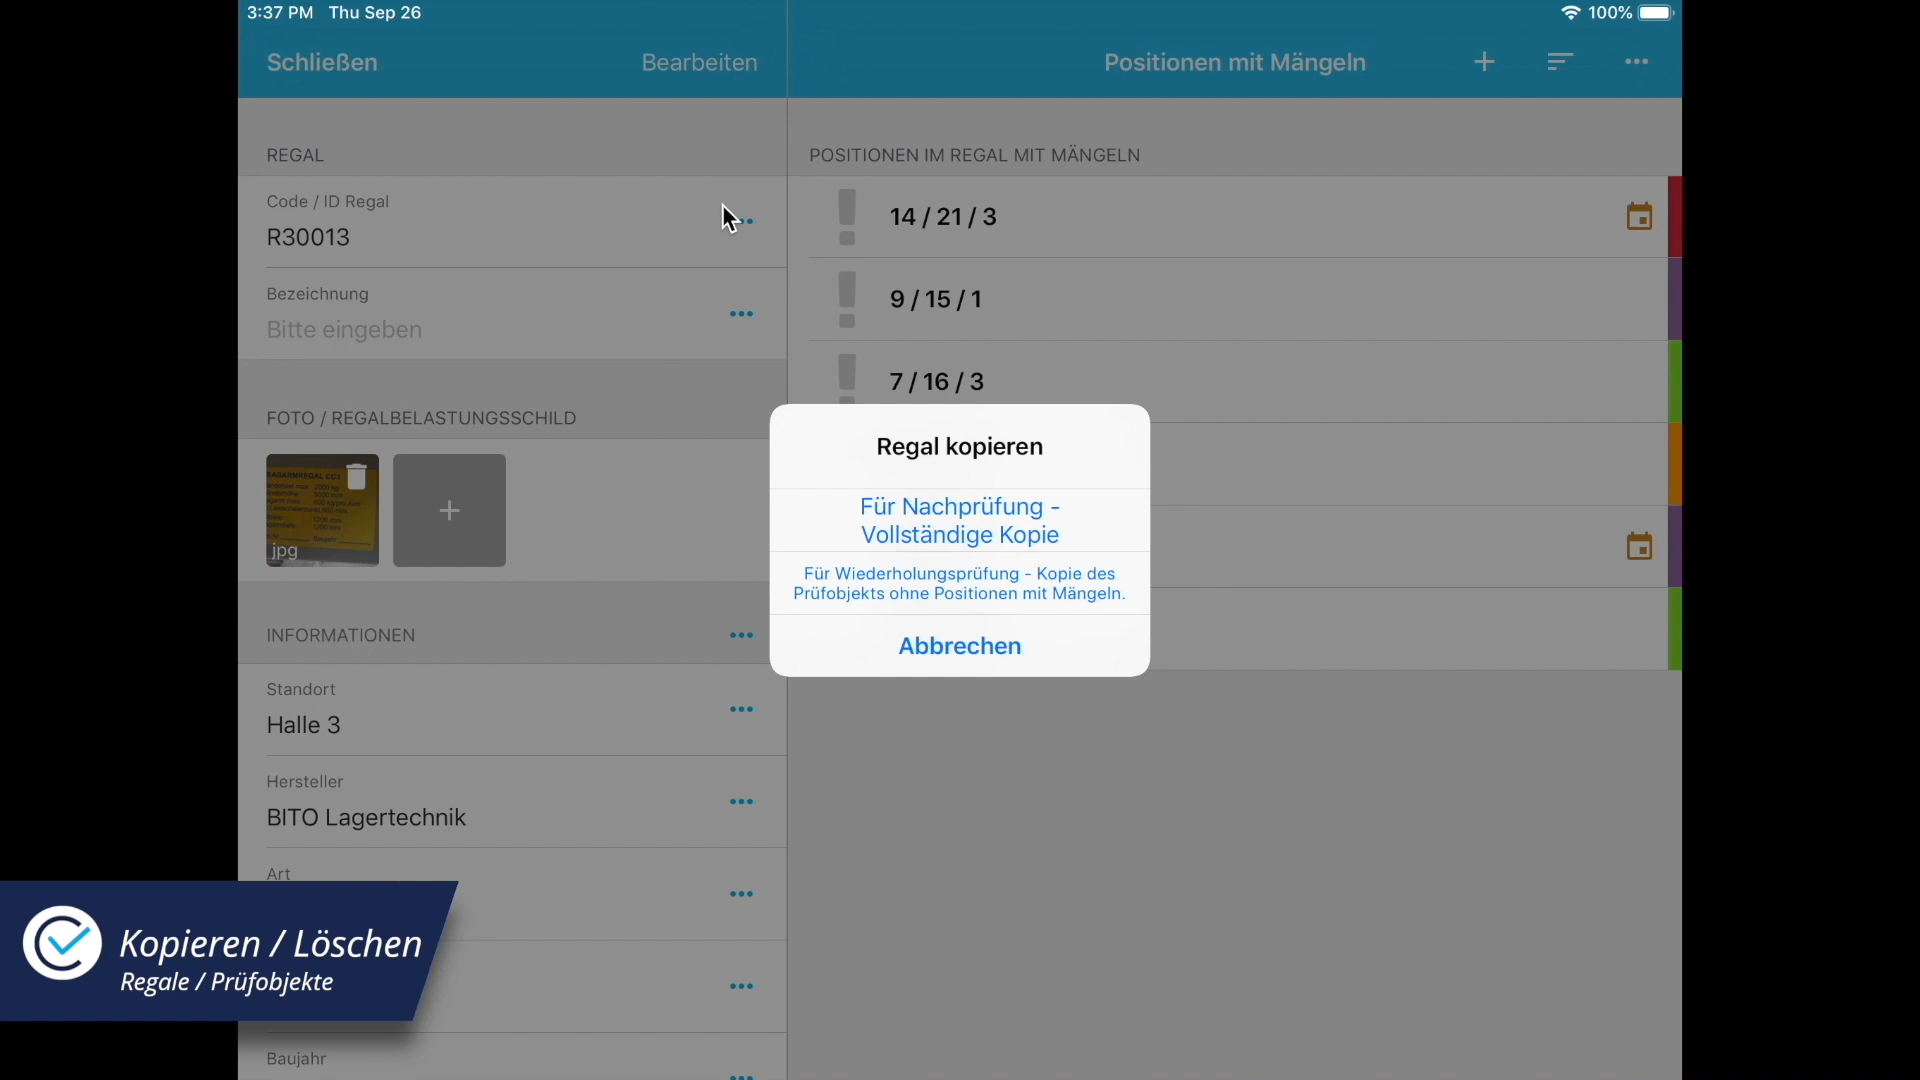 3:37 PM Thu Sep 26
100%
Schließen
Bearbeiten
Positionen mit Mängeln
REGAL
Code / ID Regal
R30013
Bezeichnung
Bitte eingeben
FOTO / REGALBELASTUNGSSCHILD
jpg
INFORMATIONEN
Standort
Halle 3
Hersteller
BITO Lagertechnik
Art
Baujahr
POSITIONEN IM REGAL MIT MÄNGELN
14 / 21 / 3
9 / 15 / 1
7 / 16 / 3
Regal kopieren
Für Nachprüfung -
Vollständige Kopie
Für Wiederholungsprüfung - Kopie des
Prüfobjekts ohne Positionen mit Mängeln.
Abbrechen
Kopieren / Löschen
Regale / Prüfobjekte